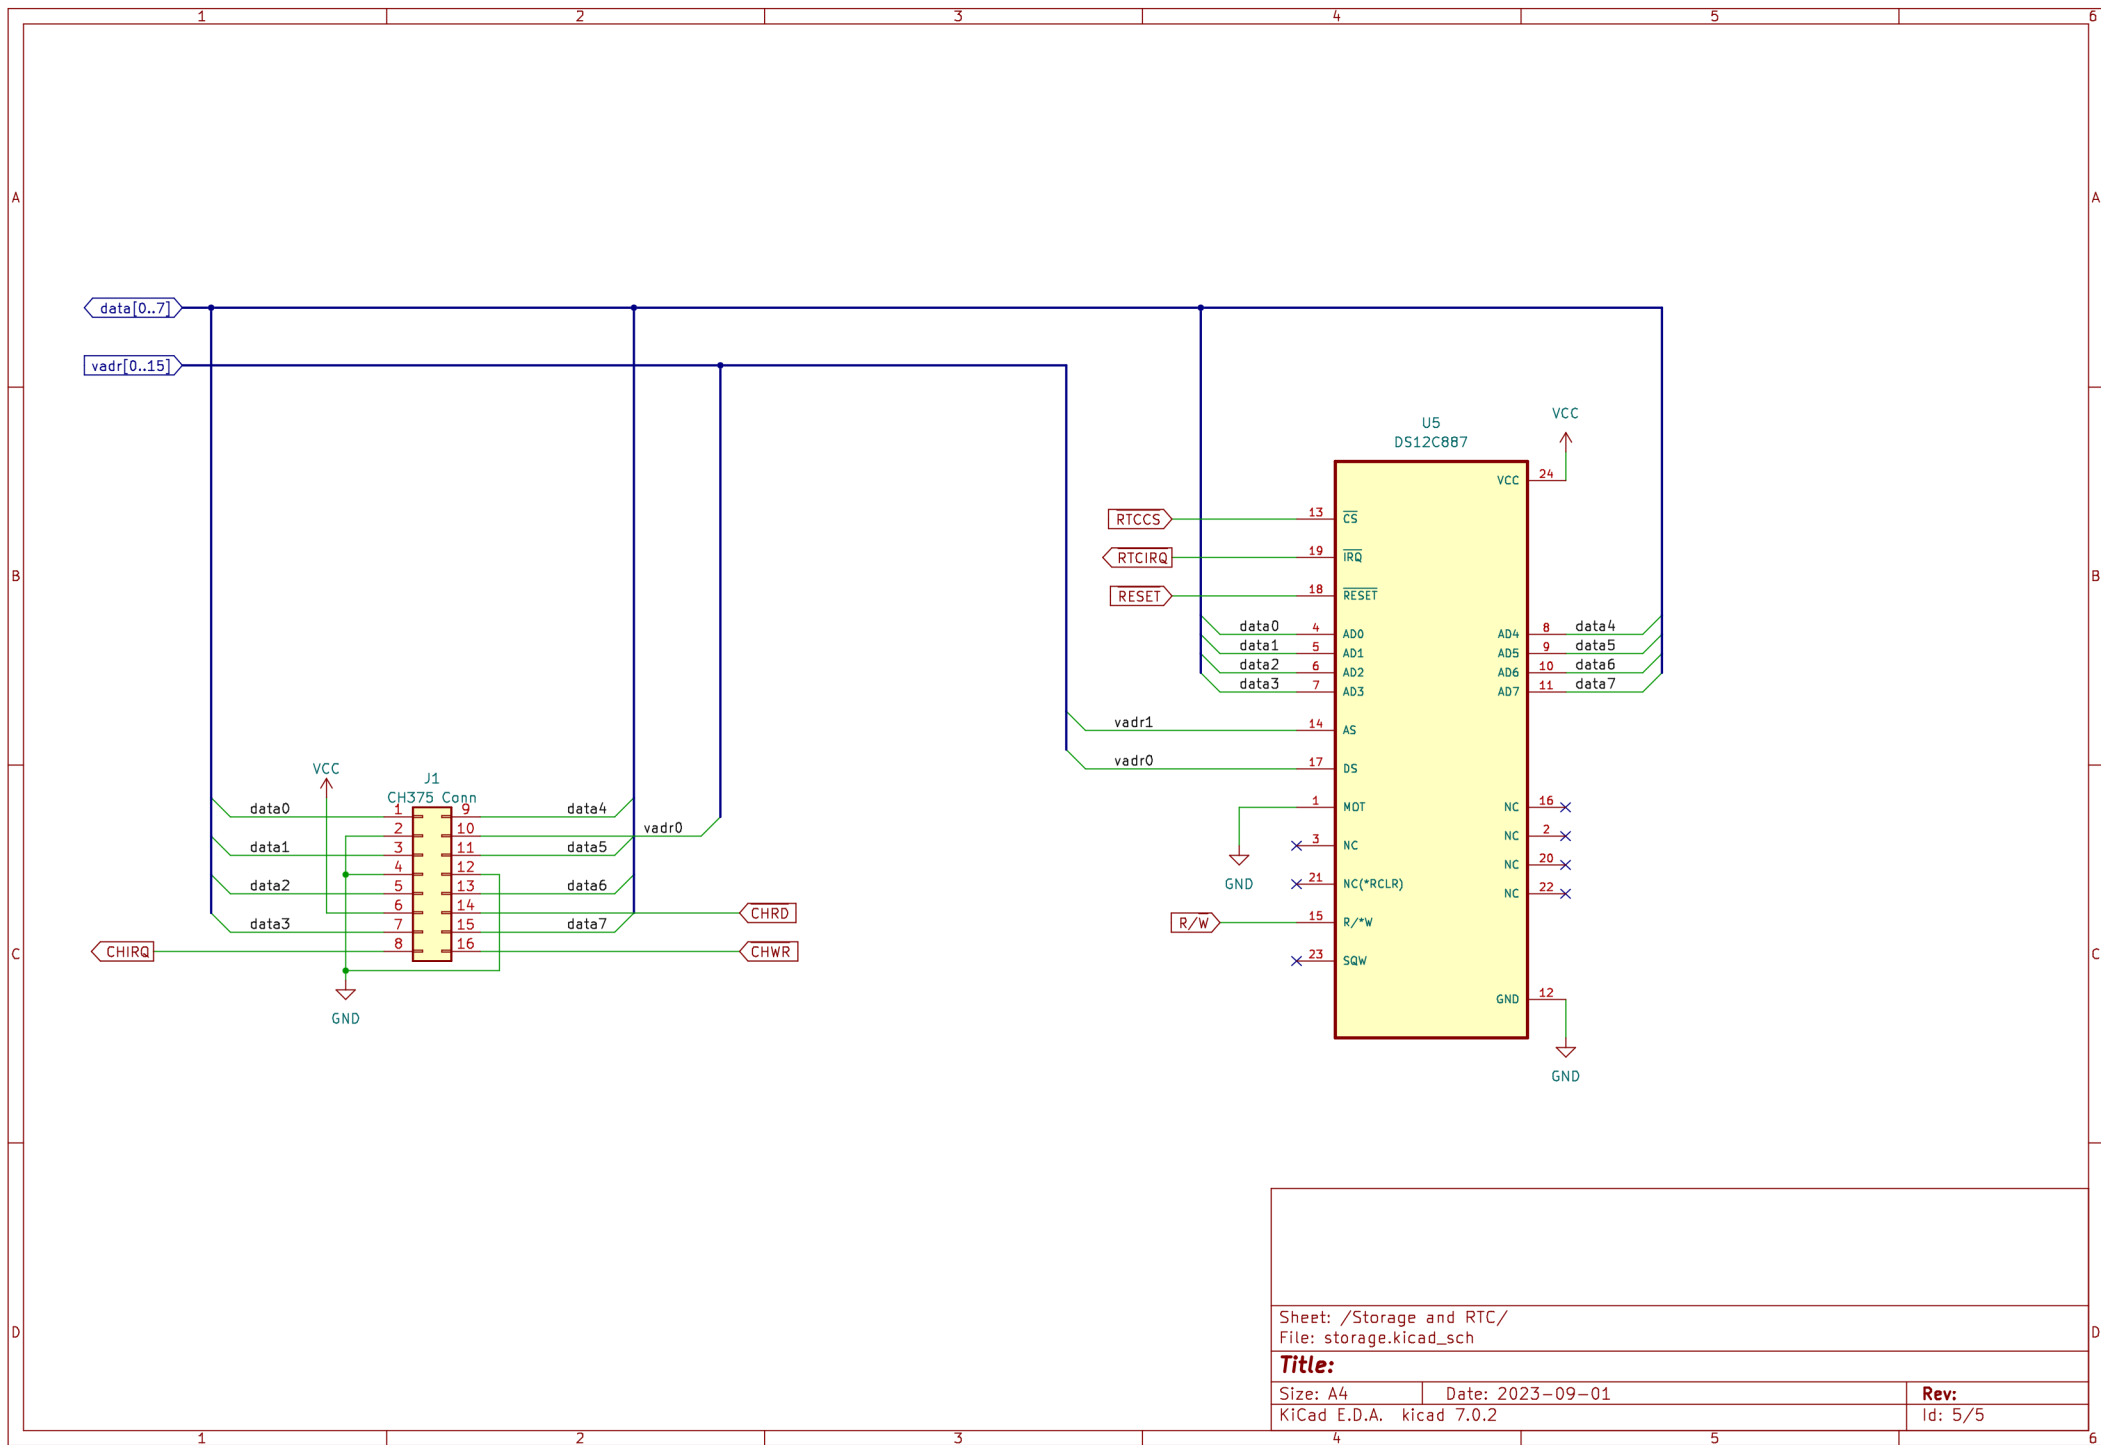 1 2 3 4 5 6
A A
data[0..7]
vadr[0..15]
U5
DS12C887
VCC
24 VCC
RTCCS 13 CS
RTCIRQ 19 IRQ
B B
RESET 18 RESET
data0 4 AD0 AD4 8 data4
data1 5 AD1 AD5 9 data5
data2 6 AD2 AD6 10 data6
data3 7 AD3 AD7 11 data7
vadr1 14 AS
vadr0 17 DS
1 MOT NC 16
3 NC NC 2
NC 20
GND 21 NC(*RCLR)
NC 22
R/W 15 R/*W
23 SQW
GND 12
GND
VCC
J1
CH375 Conn
data0 1 9 data4
2 10 vadr0
data1 3 11 data5
4 12
data2 5 13 data6
6 14 CHRD
data3 7 15 data7
CHIRQ 8 16 CHWR
C C
GND
D D
Sheet: /Storage and RTC/
File: storage.kicad_sch
Title:
Size: A4 Date: 2023-09-01 Rev:
KiCad E.D.A. kicad 7.0.2 Id: 5/5
1 2 3 4 5 6